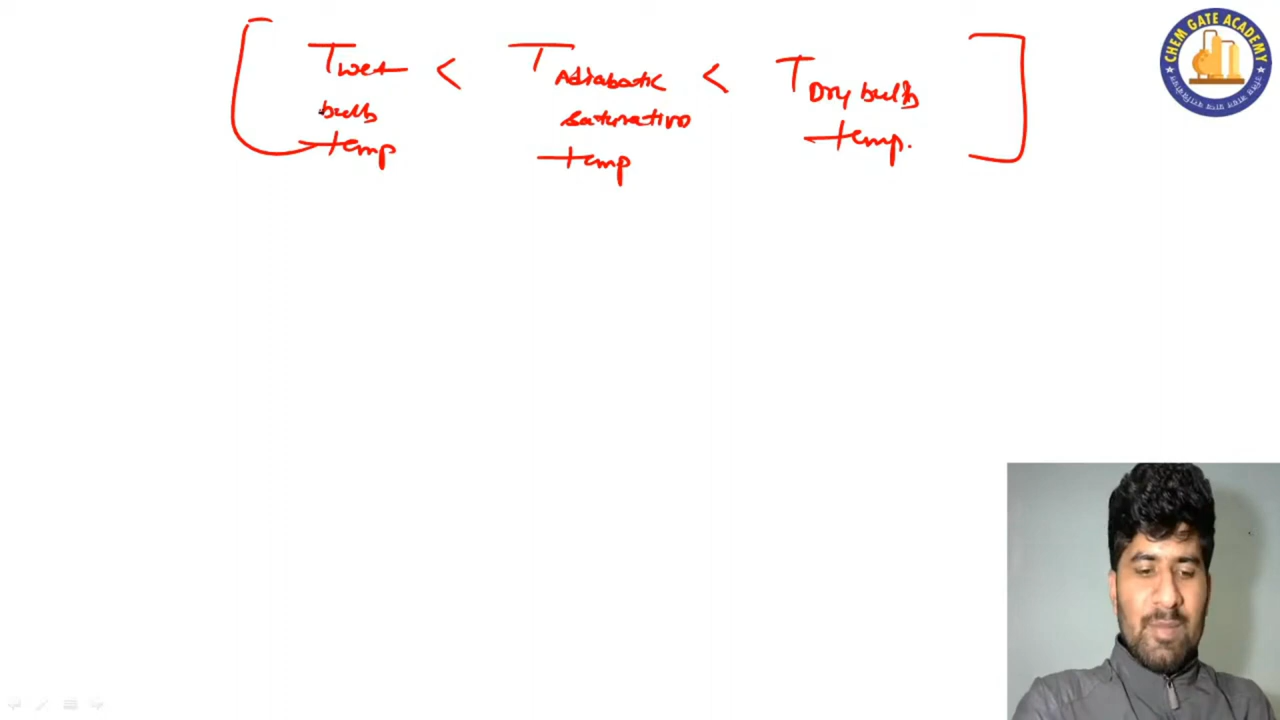 T wet < T Adiabatic < T Dry bulb
bulb saturation temp.
temp temp
CHEM GATE ACADEMY